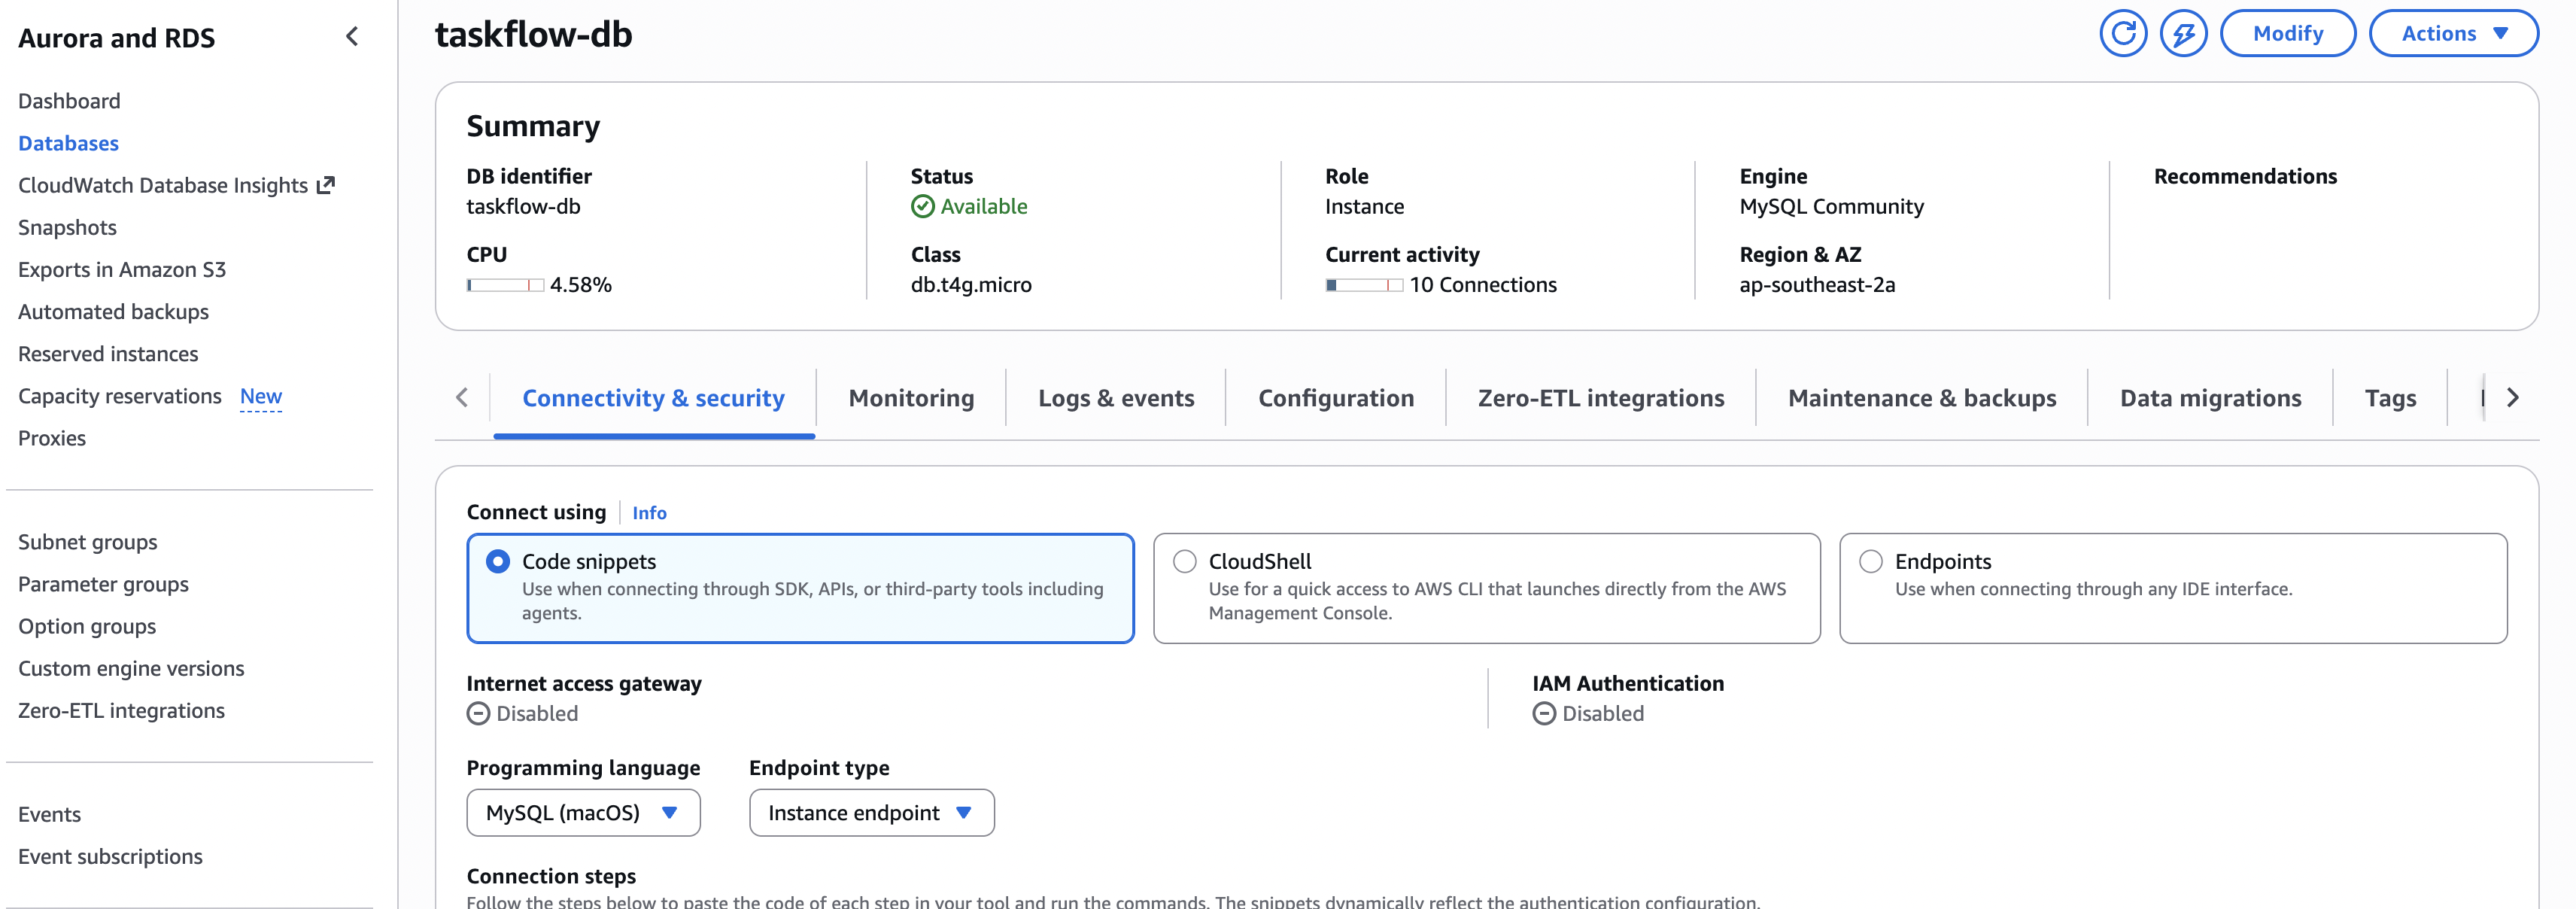 Aurora and RDS
Dashboard
Databases
CloudWatch Database Insights
Snapshots
Exports in Amazon S3
Automated backups
Reserved instances
Capacity reservations New
Proxies
Subnet groups
Parameter groups
Option groups
Custom engine versions
Zero-ETL integrations
Events
Event subscriptions
taskflow-db
Modify
Actions
Summary
DB identifier
taskflow-db
CPU
4.58%
Status
Available
Class
db.t4g.micro
Role
Instance
Current activity
10 Connections
Engine
MySQL Community
Region & AZ
ap-southeast-2a
Recommendations
Connectivity & security
Monitoring
Logs & events
Configuration
Zero-ETL integrations
Maintenance & backups
Data migrations
Tags
Connect using Info
Code snippets
Use when connecting through SDK, APIs, or third-party tools including
agents.
CloudShell
Use for a quick access to AWS CLI that launches directly from the AWS
Management Console.
Endpoints
Use when connecting through any IDE interface.
Internet access gateway
Disabled
IAM Authentication
Disabled
Programming language
MySQL (macOS)
Endpoint type
Instance endpoint
Connection steps
Follow the steps below to paste the code of each step in your tool and run the commands. The snippets dynamically reflect the authentication configuration.